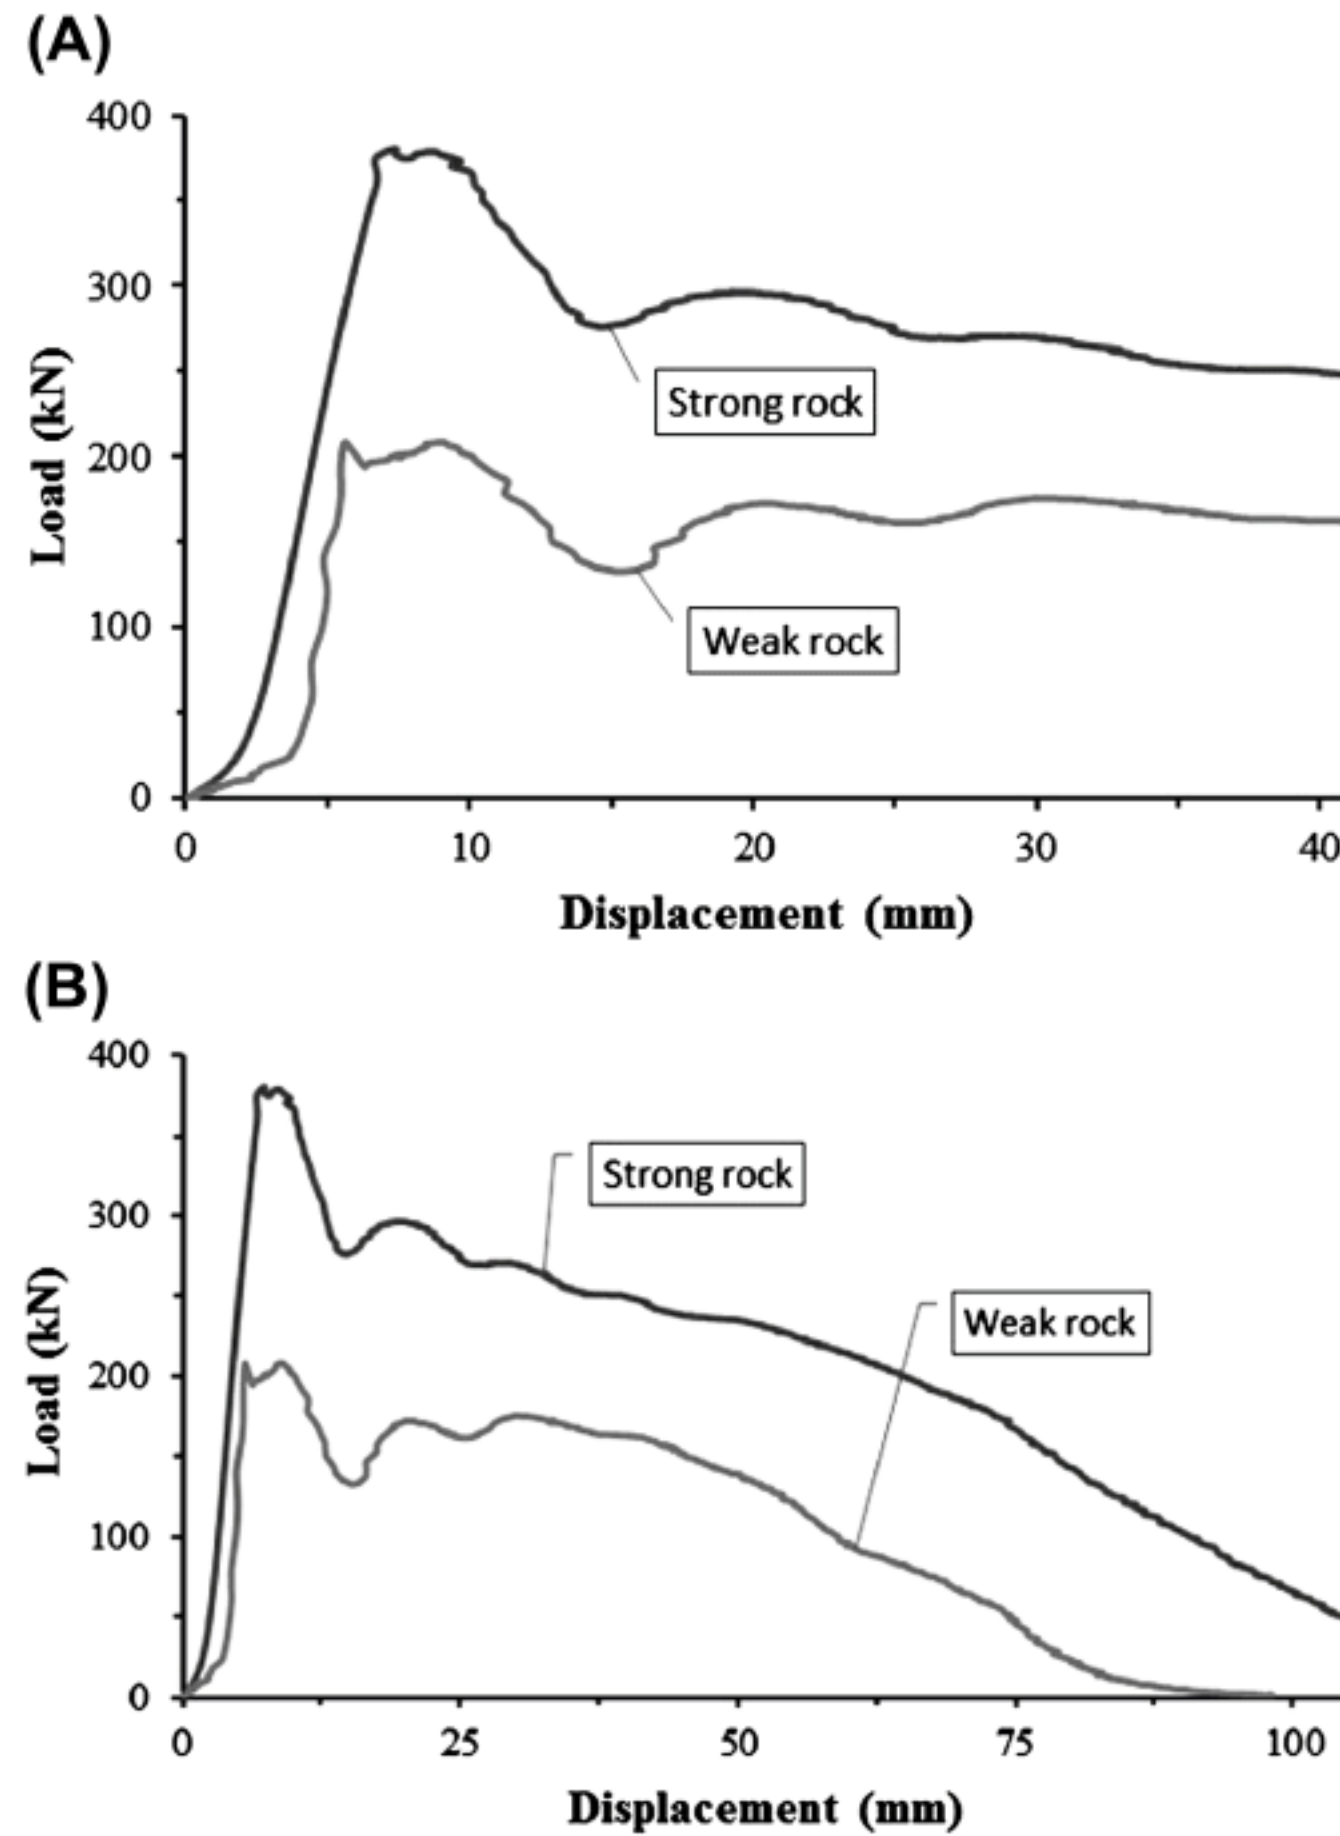 (A)
400
300
200
100
0
Load (kN)
Strong rock
Weak rock
0 10 20 30 40
Displacement (mm)
(B)
400
300
200
100
0
Load (kN)
Strong rock
Weak rock
0 25 50 75 100
Displacement (mm)